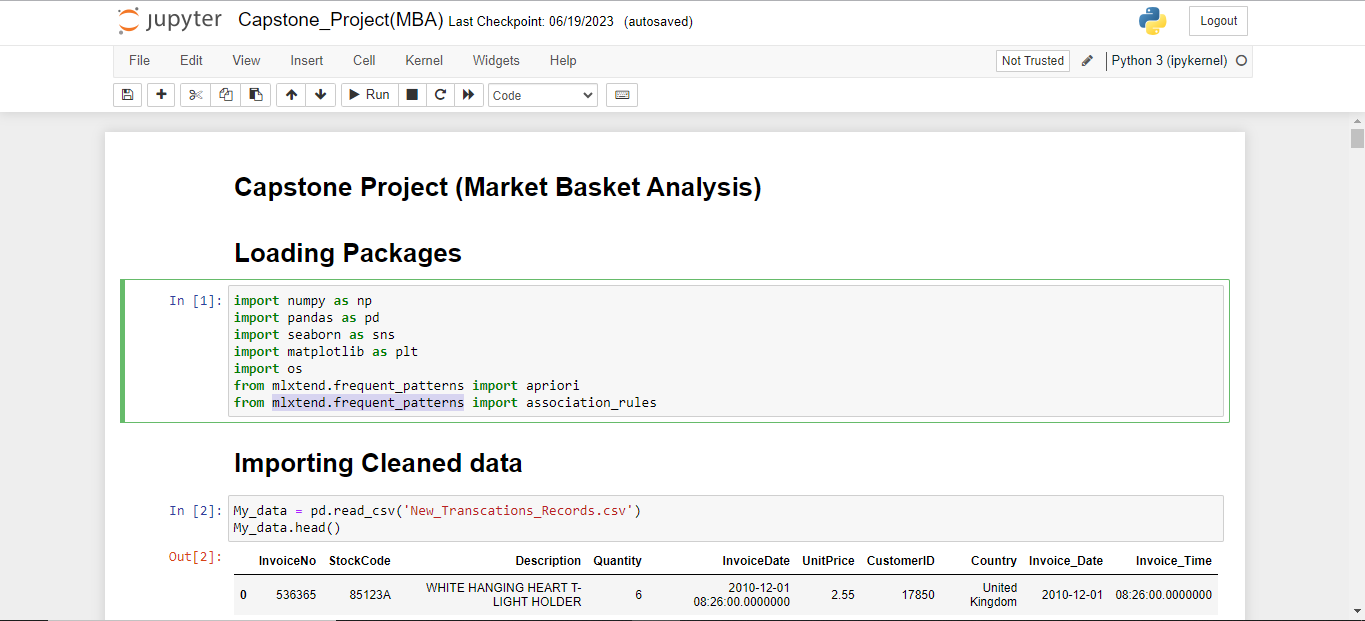 jupyter Capstone_Project(MBA) Last Checkpoint: 06/19/2023 (autosaved) Logout
File Edit View Insert Cell Kernel Widgets Help Not Trusted Python 3 (ipykernel)
Run Code
Capstone Project (Market Basket Analysis)
Loading Packages
In [1]: import numpy as np
import pandas as pd
import seaborn as sns
import matplotlib as plt
import os
from mlxtend.frequent_patterns import apriori
from mlxtend.frequent_patterns import association_rules
Importing Cleaned data
In [2]: My_data = pd.read_csv('New_Transcations_Records.csv')
My_data.head()
Out[2]:
InvoiceNo StockCode Description Quantity InvoiceDate UnitPrice CustomerID Country Invoice_Date Invoice_Time
0 536365 85123A WHITE HANGING HEART T-LIGHT HOLDER 6 2010-12-01 08:26:00.0000000 2.55 17850 United Kingdom 2010-12-01 08:26:00.0000000